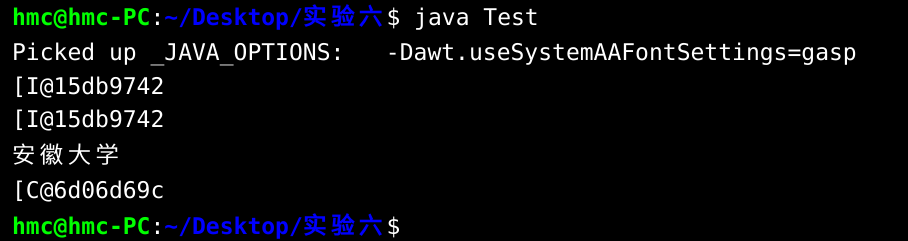 hmc@hmc-PC:~/Desktop/实验六$ java Test
Picked up _JAVA_OPTIONS:   -Dawt.useSystemAAFontSettings=gasp
[I@15db9742
[I@15db9742
安徽大学
[C@6d06d69c
hmc@hmc-PC:~/Desktop/实验六$